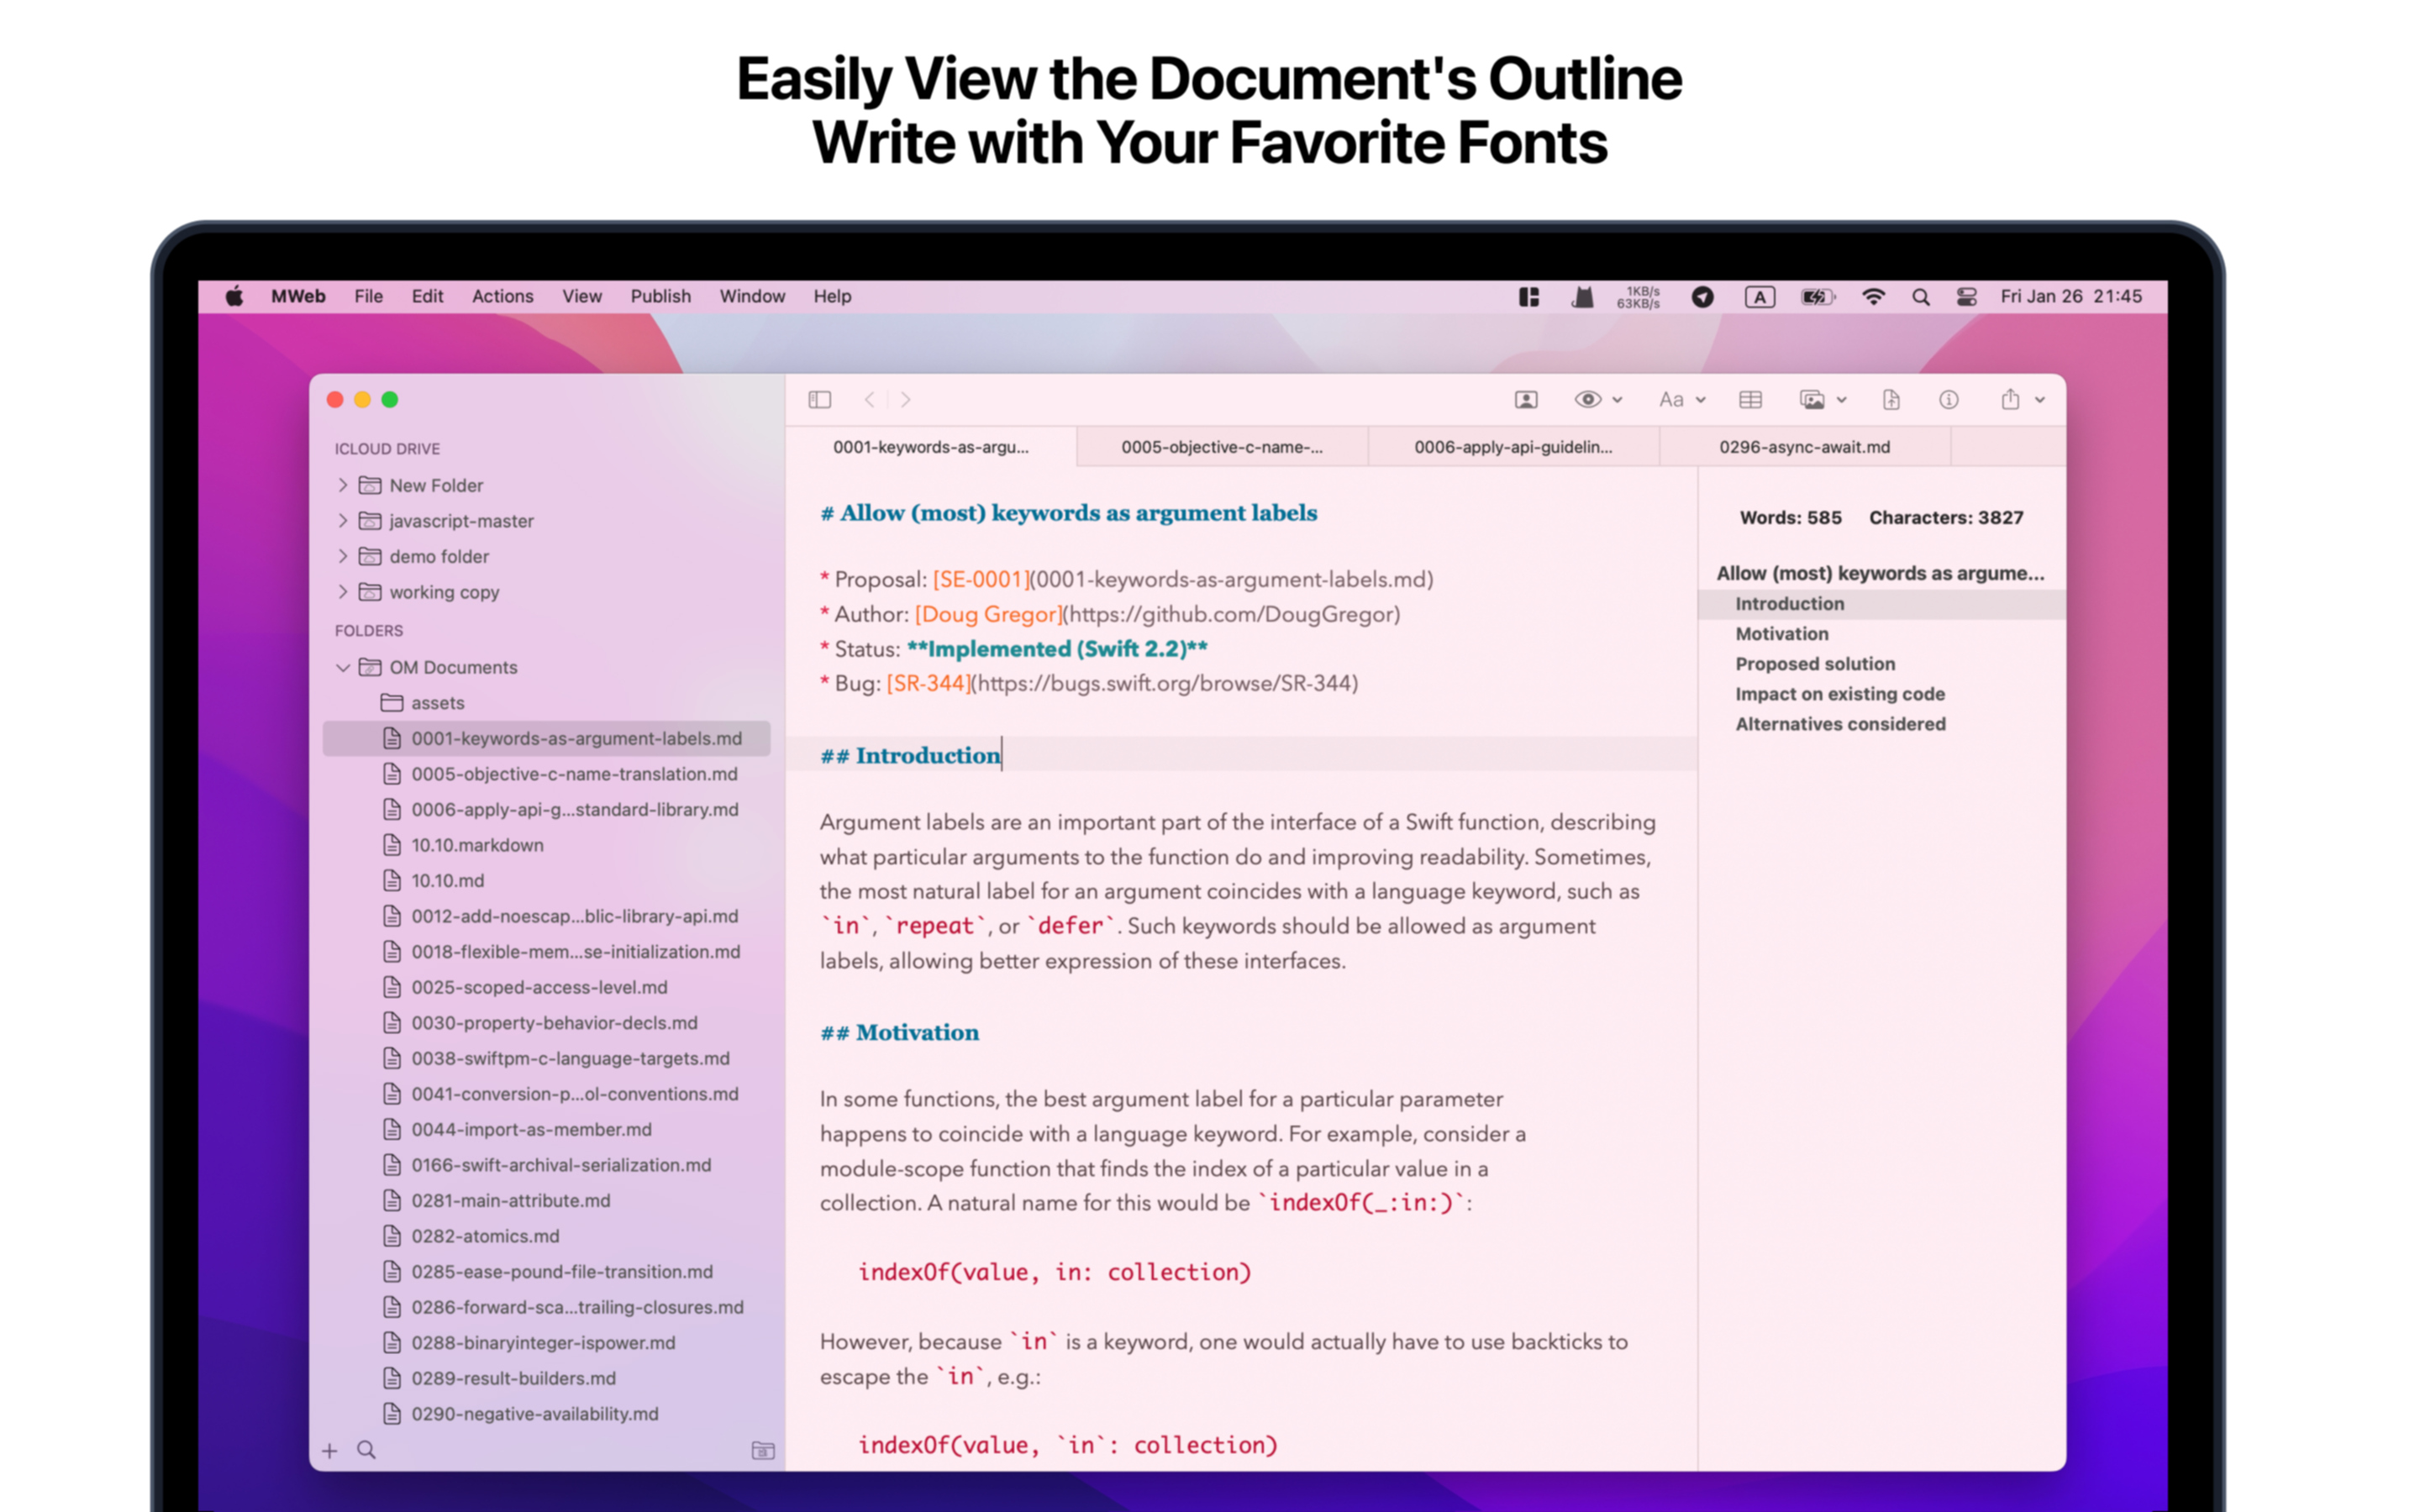 Easily View the Document's Outline
Write with Your Favorite Fonts
MWeb File Edit Actions View Publish Window Help
1KB/s
63KB/s
A
Fri Jan 26 21:45
ICLOUD DRIVE
New Folder
javascript-master
demo folder
working copy
FOLDERS
OM Documents
assets
0001-keywords-as-argument-labels.md
0005-objective-c-name-translation.md
0006-apply-api-g...standard-library.md
10.10.markdown
10.10.md
0012-add-noescap...blic-library-api.md
0018-flexible-mem...se-initialization.md
0025-scoped-access-level.md
0030-property-behavior-decls.md
0038-swiftpm-c-language-targets.md
0041-conversion-p...ol-conventions.md
0044-import-as-member.md
0166-swift-archival-serialization.md
0281-main-attribute.md
0282-atomics.md
0285-ease-pound-file-transition.md
0286-forward-sca...trailing-closures.md
0288-binaryinteger-ispower.md
0289-result-builders.md
0290-negative-availability.md
Aa
0001-keywords-as-argu... 0005-objective-c-name-... 0006-apply-api-guidelin... 0296-async-await.md
# Allow (most) keywords as argument labels
* Proposal: [SE-0001](0001-keywords-as-argument-labels.md)
* Author: [Doug Gregor](https://github.com/DougGregor)
* Status: **Implemented (Swift 2.2)**
* Bug: [SR-344](https://bugs.swift.org/browse/SR-344)
## Introduction
Argument labels are an important part of the interface of a Swift function, describing
what particular arguments to the function do and improving readability. Sometimes,
the most natural label for an argument coincides with a language keyword, such as
`in`, `repeat`, or `defer`. Such keywords should be allowed as argument
labels, allowing better expression of these interfaces.
## Motivation
In some functions, the best argument label for a particular parameter
happens to coincide with a language keyword. For example, consider a
module-scope function that finds the index of a particular value in a
collection. A natural name for this would be `indexOf(_:in:)`:
indexOf(value, in: collection)
However, because `in` is a keyword, one would actually have to use backticks to
escape the `in`, e.g.:
indexOf(value, `in`: collection)
Words: 585 Characters: 3827
Allow (most) keywords as argume...
Introduction
Motivation
Proposed solution
Impact on existing code
Alternatives considered